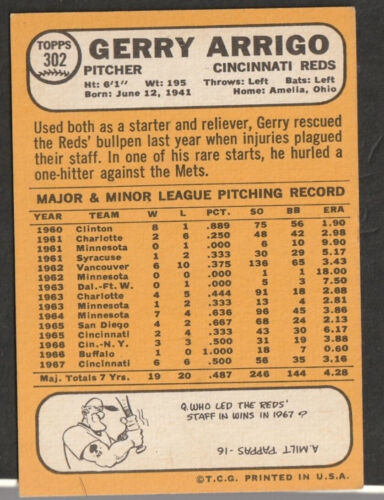 TOPPS
302
GERRY ARRIGO
PITCHER CINCINNATI REDS
Ht: 6'1" Wt: 195 Throws: Left Bats: Left
Born: June 12, 1941 Home: Amelia, Ohio
Used both as a starter and reliever, Gerry rescued
the Reds' bullpen last year when injuries plagued
their staff. In one of his rare starts, he hurled a
one-hitter against the Mets.
MAJOR & MINOR LEAGUE PITCHING RECORD
YEAR TEAM W L PCT. SO BB ERA
1960 Clinton 8 1 .889 75 56 1.90
1961 Charlotte 2 6 .250 48 42 2.98
1961 Minnesota 0 1 .000 6 10 9.90
1961 Syracuse 1 2 .333 30 29 5.17
1962 Vancouver 6 10 .375 136 65 3.43
1962 Minnesota 0 0 .000 1 1 18.00
1963 Dal.-Ft. W. 0 0 .000 5 3 7.50
1963 Charlotte 4 5 .444 91 18 2.68
1963 Minnesota 1 2 .333 13 4 2.81
1964 Minnesota 7 4 .636 96 45 3.86
1965 San Diego 4 2 .667 68 24 2.13
1965 Cincinnati 2 4 .333 43 30 6.17
1966 Cin.-N. Y. 3 3 .500 31 19 3.88
1966 Buffalo 1 0 1.000 18 7 0.60
1967 Cincinnati 6 6 .500 56 35 3.16
Maj. Totals 7 Yrs. 19 20 .487 246 144 4.28
Q. WHO LED THE REDS'
STAFF IN WINS IN 1967?
A. MILT PAPPAS -16
©T.C.G. PRINTED IN U.S.A.